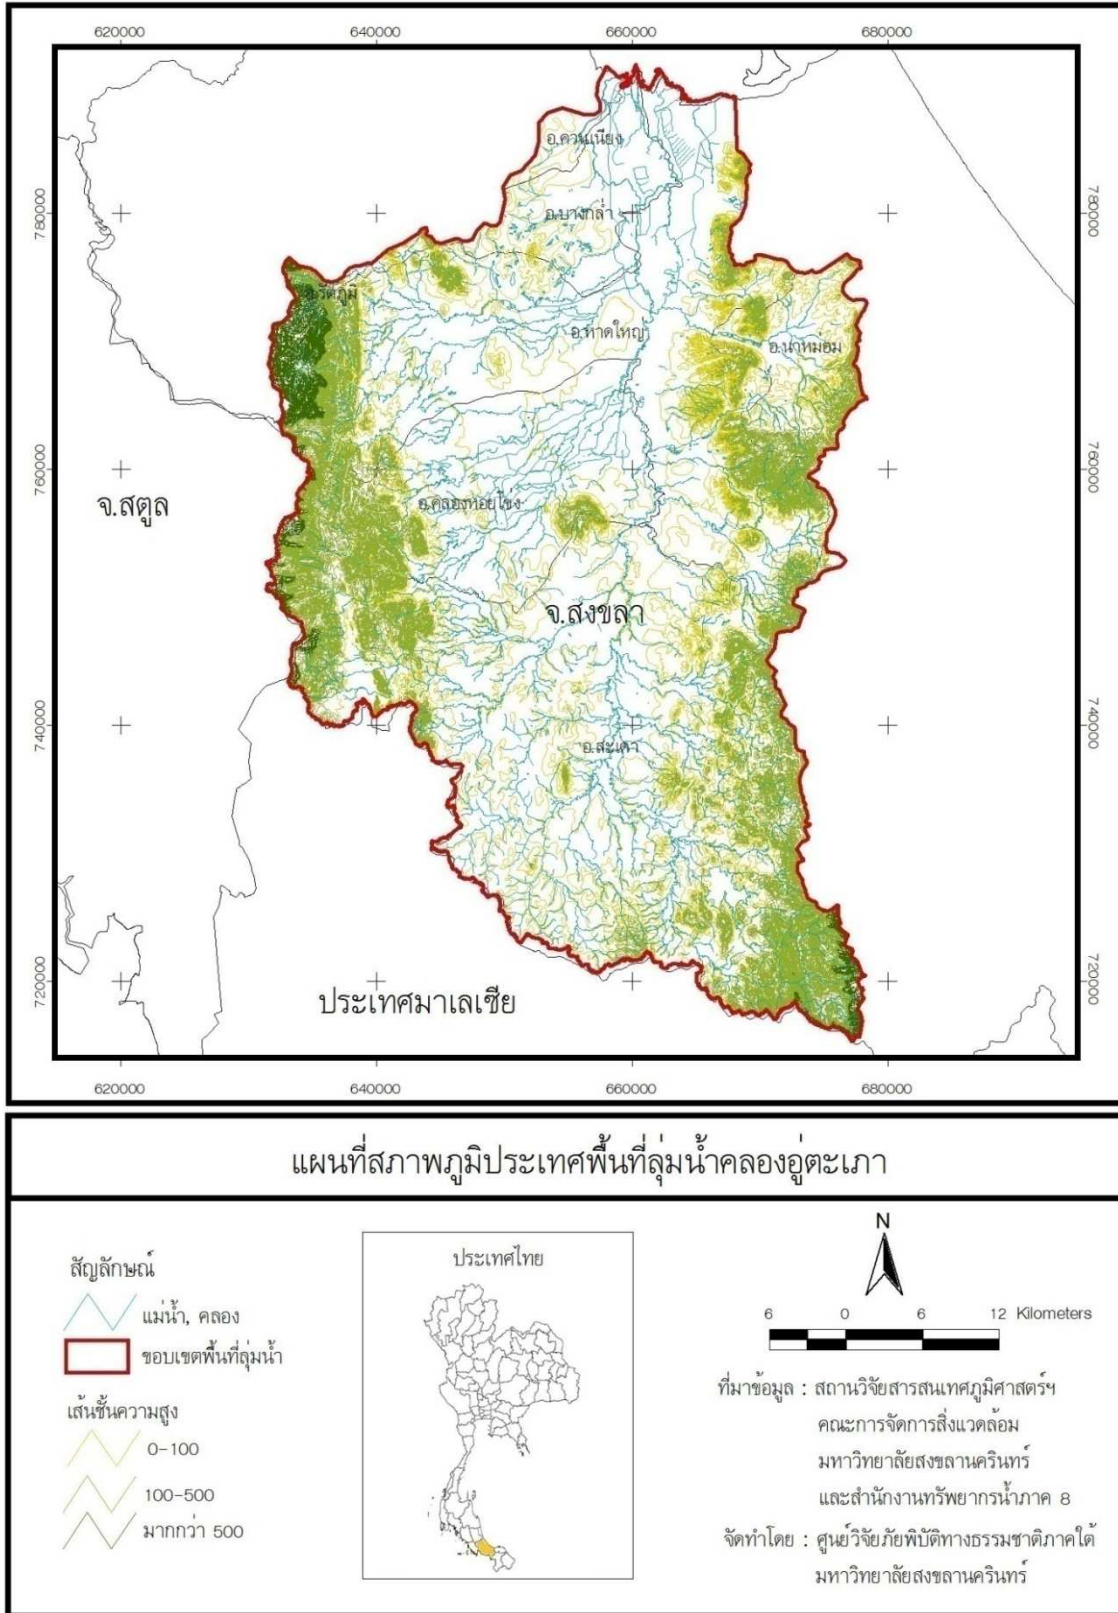 620000 640000 660000 680000
780000 780000
อ.ควนเนียง
อ.บางกล่ำ
อ.รัตภูมิ
อ.หาดใหญ่
อ.นาหม่อม
760000 760000
จ.สตูล
อ.คลองหอยโข่ง
จ.สงขลา
740000 740000
อ.สะเดา
720000 720000
ประเทศมาเลเซีย
620000 640000 660000 680000
แผนที่สภาพภูมิประเทศพื้นที่ลุ่มน้ำคลองอู่ตะเภา
สัญลักษณ์
แม่น้ำ, คลอง
ขอบเขตพื้นที่ลุ่มน้ำ
เส้นชั้นความสูง
0-100
100-500
มากกว่า 500
ประเทศไทย
N
6 0 6 12 Kilometers
ที่มาข้อมูล : สถานวิจัยสารสนเทศภูมิศาสตร์ฯ
คณะการจัดการสิ่งแวดล้อม
มหาวิทยาลัยสงขลานครินทร์
และสำนักงานทรัพยากรน้ำภาค 8
จัดทำโดย : ศูนย์วิจัยภัยพิบัติทางธรรมชาติภาคใต้
มหาวิทยาลัยสงขลานครินทร์